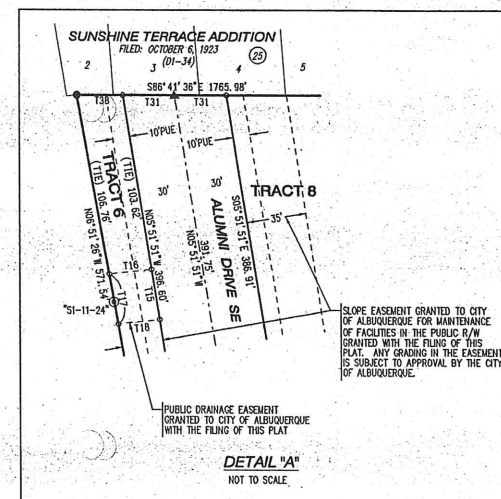 SUNSHINE TERRACE ADDITION
FILED: OCTOBER 6, 1923
(D1-34)
25
2
3
4
5
S86°41'36"E 1765.98'
T38
T31
T31
10'PUE
10'PUE
TRACT 6
(TIE) 103.62
(TIE) 106.76'
N06°51'26"W 571.54'
30'
30'
N05°51'51"W 396.60'
391.75'
N05°51'51"W
ALUMNI DRIVE SE
S05°51'51"E 386.91'
TRACT 8
35'
T16
T17
T15
"S1-11-24"
T18
SLOPE EASEMENT GRANTED TO CITY
OF ALBUQUERQUE FOR MAINTENANCE
OF FACILITIES IN THE PUBLIC R/W
GRANTED WITH THE FILING OF THIS
PLAT. ANY GRADING IN THE EASEMENT
IS SUBJECT TO APPROVAL BY THE CITY
OF ALBUQUERQUE.
PUBLIC DRAINAGE EASEMENT
GRANTED TO CITY OF ALBUQUERQUE
WITH THE FILING OF THIS PLAT
DETAIL "A"
NOT TO SCALE